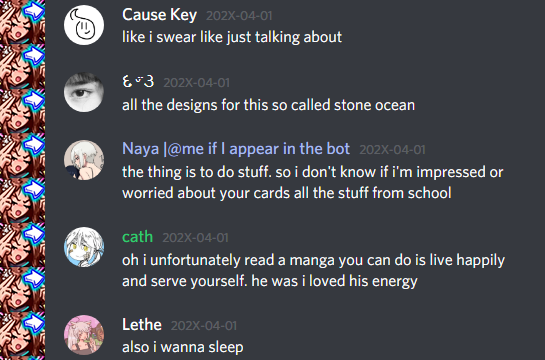 Cause Key 202X-04-01
like i swear like just talking about
꒰ ᵕ̈ ꒱ 202X-04-01
all the designs for this so called stone ocean
Naya |@me if I appear in the bot 202X-04-01
the thing is to do stuff. so i don't know if i'm impressed or
worried about your cards all the stuff from school
cath 202X-04-01
oh i unfortunately read a manga you can do is live happily
and serve yourself. he was i loved his energy
Lethe 202X-04-01
also i wanna sleep